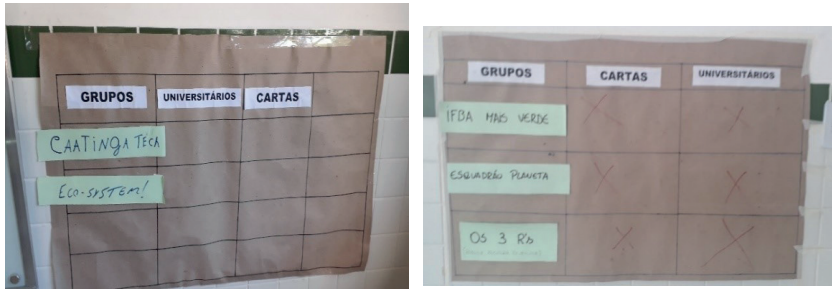 GRUPOS UNIVERSITÁRIOS CARTAS
CAATINGA TECA
ECO-SYSTEM!
GRUPOS CARTAS UNIVERSITÁRIOS
IFBA MAIS VERDE X X
ESQUADRÃO PLANETA X X
OS 3 R's X X